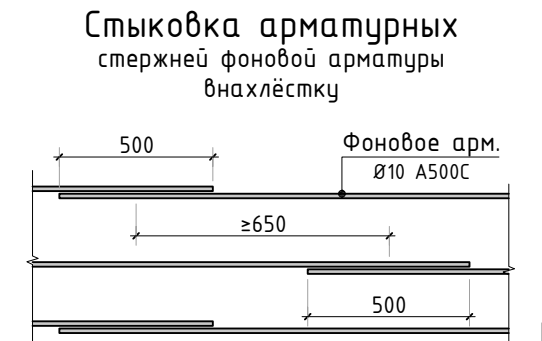 Стыковка арматурных
стержней фоновой арматуры
внахлёстку
500
Фоновое арм.
Ø10 А500С
≥650
500